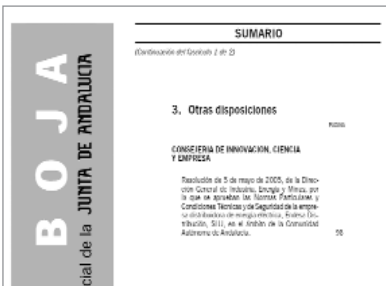 SUMARIO
(Continuación del fascículo 1 de 2)
3. Otras disposiciones
PÁGINA
CONSEJERIA DE INNOVACION, CIENCIA
Y EMPRESA
Resolución de 5 de mayo de 2005, de la Direc-
ción General de Industria, Energía y Minas, por
la que se aprueban las Normas Particulares y
Condiciones Técnicas y de Seguridad de la empre-
sa distribuidora de energía eléctrica, Endesa Dis-
tribución, SLU, en el ámbito de la Comunidad
Autónoma de Andalucía. 98
BOJA
cial de la JUNTA DE ANDALUCIA